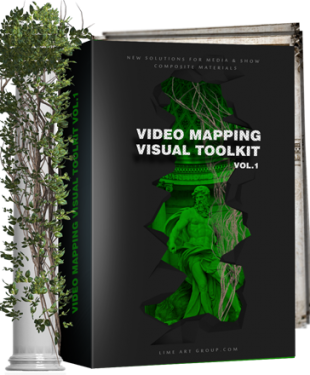 NEW SOLUTIONS FOR MEDIA & SHOW
COMPOSITE MATERIALS
VIDEO MAPPING
VISUAL TOOLKIT
VOL.1
LIME ART GROUP.COM
VIDEO MAPPING VISUAL TOOLKIT VOL.1